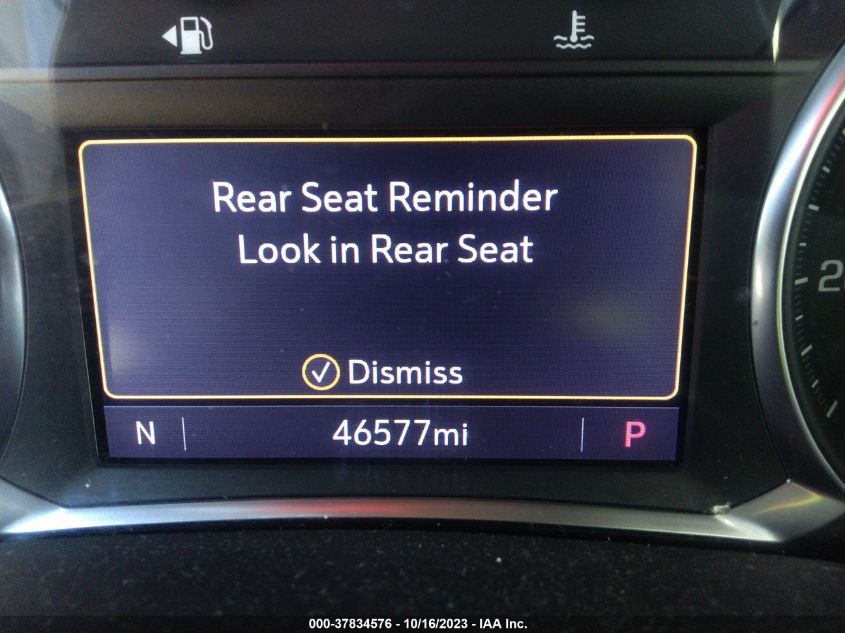 Rear Seat Reminder
Look in Rear Seat
Dismiss
N 46577mi P
000-37834576 - 10/16/2023 - IAA Inc.